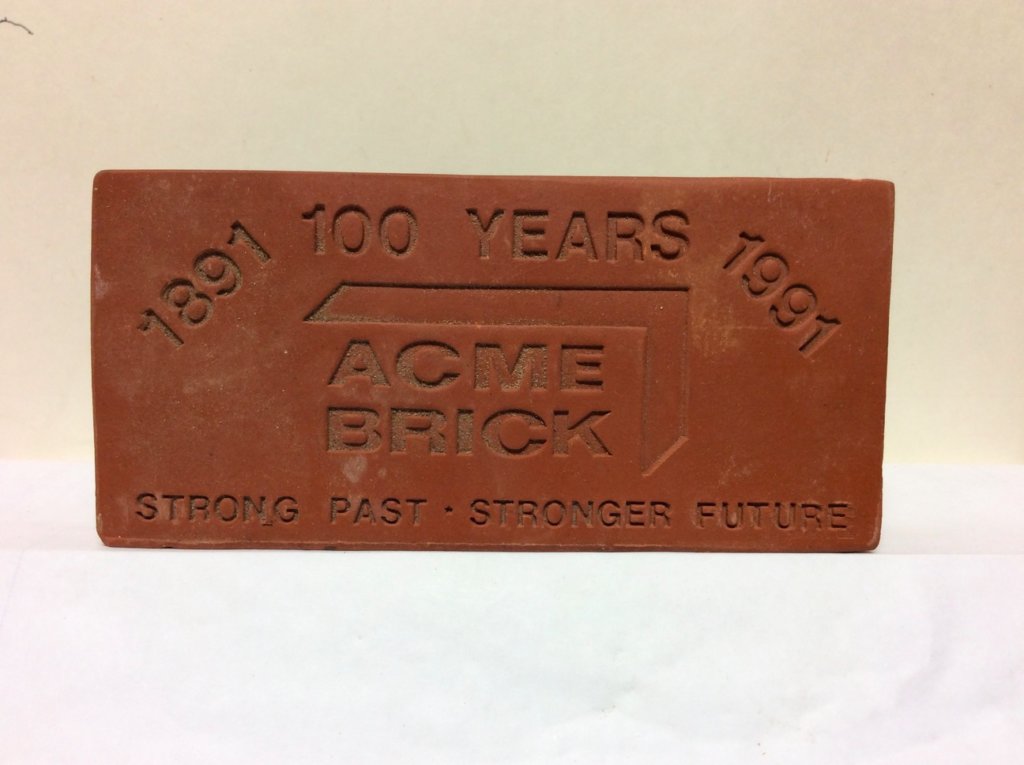 1891 100 YEARS 1991
ACME
BRICK
STRONG PAST · STRONGER FUTURE